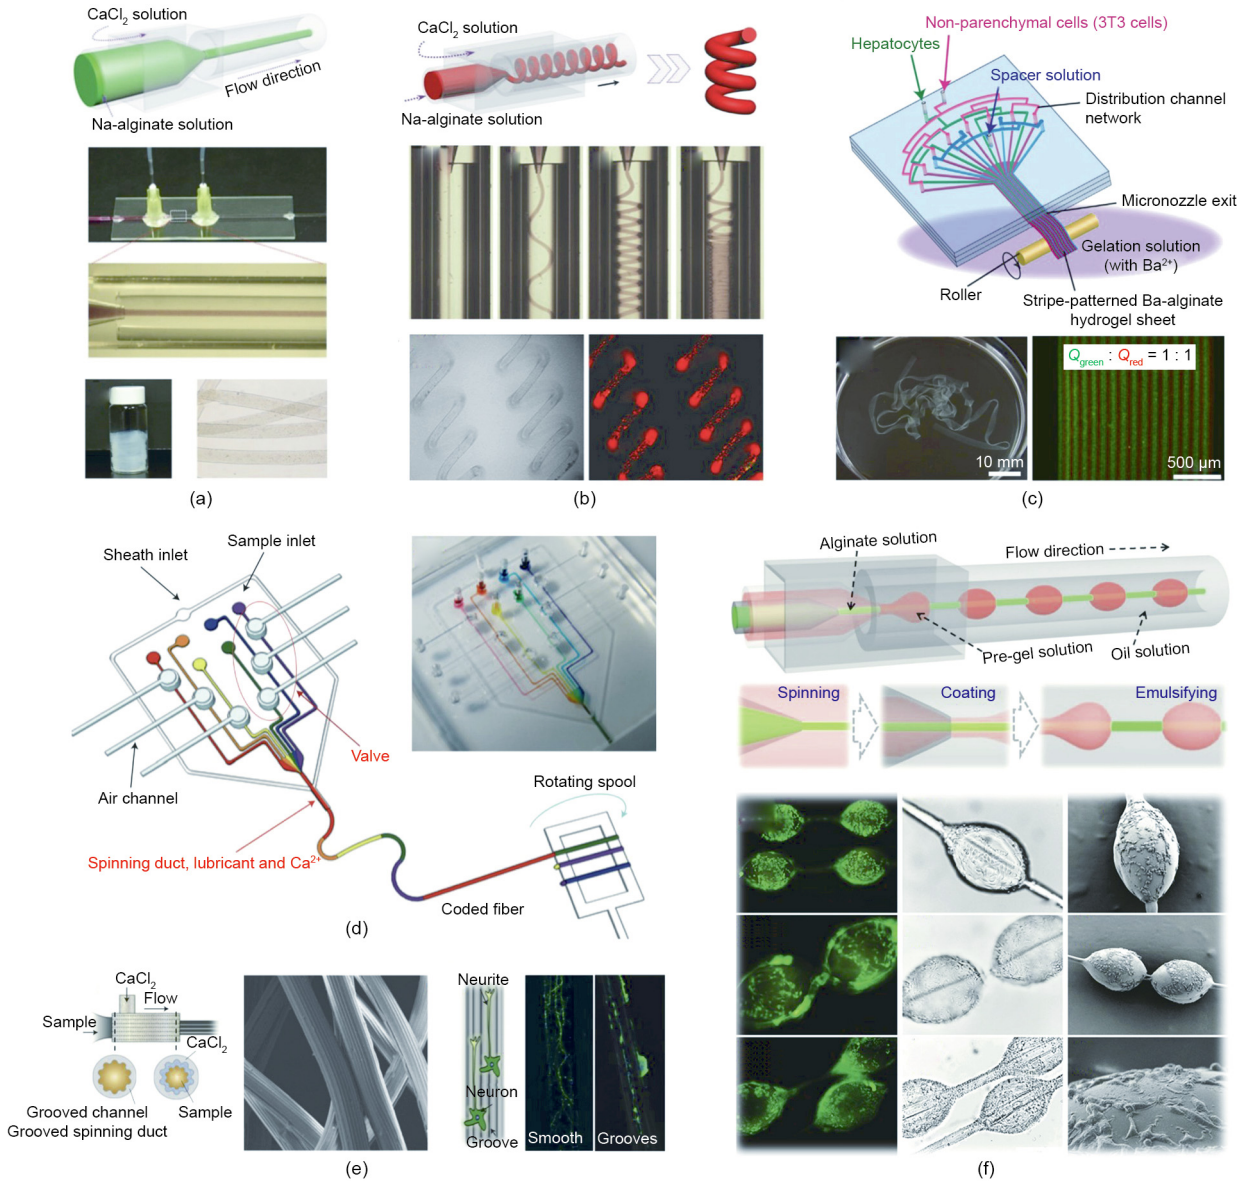 CaCl₂ solution
Flow direction
Na-alginate solution
(a)
CaCl₂ solution
Na-alginate solution
(b)
Non-parenchymal cells (3T3 cells)
Hepatocytes
Spacer solution
Distribution channel
network
Micronozzle exit
Gelation solution
(with Ba²⁺)
Roller
Stripe-patterned Ba-alginate
hydrogel sheet
10 mm
Qgreen : Qred = 1 : 1
500 μm
(c)
Sheath inlet
Sample inlet
Valve
Air channel
Spinning duct, lubricant and Ca²⁺
Rotating spool
Coded fiber
(d)
CaCl₂
Flow
Sample
CaCl₂
Grooved channel
Sample
Grooved spinning duct
Neurite
Neuron
Groove
Smooth
Grooves
(e)
Alginate solution
Flow direction
Pre-gel solution
Oil solution
Spinning
Coating
Emulsifying
(f)